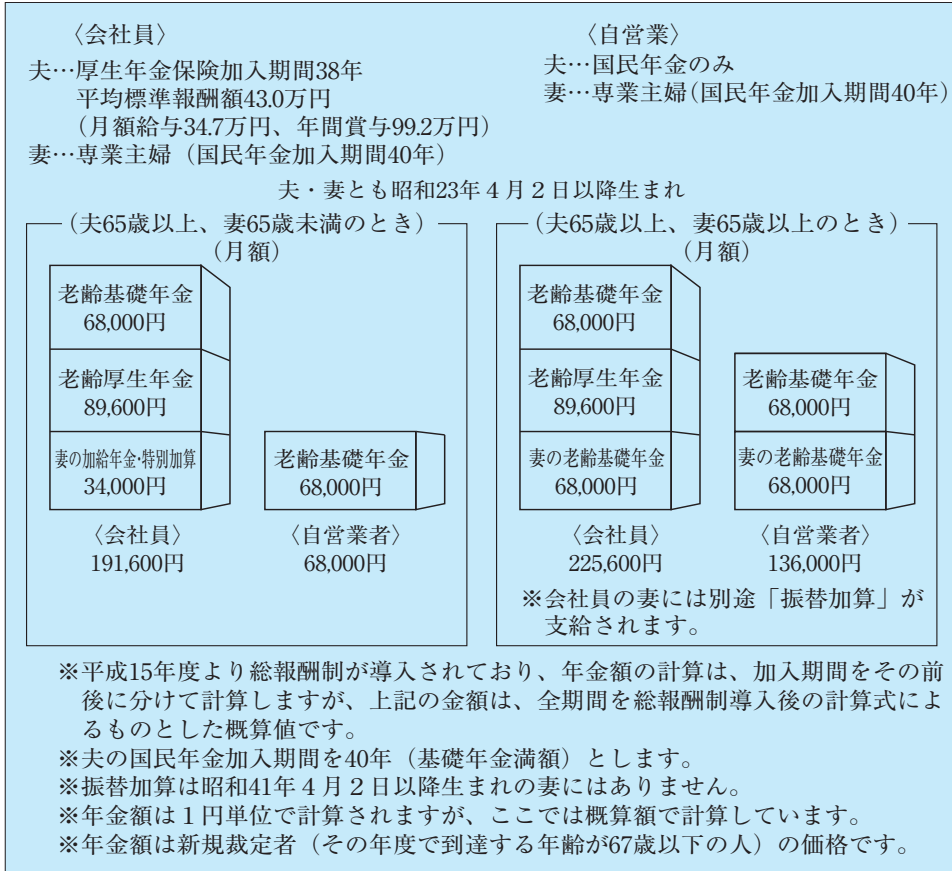 〈会社員〉
夫…厚生年金保険加入期間38年
平均標準報酬額43.0万円
（月額給与34.7万円、年間賞与99.2万円）
妻…専業主婦（国民年金加入期間40年）
〈自営業〉
夫…国民年金のみ
妻…専業主婦（国民年金加入期間40年）
夫・妻とも昭和23年４月２日以降生まれ
（夫65歳以上、妻65歳未満のとき）
（月額）
老齢基礎年金
68,000円
老齢厚生年金
89,600円
妻の加給年金・特別加算
34,000円
〈会社員〉
191,600円
老齢基礎年金
68,000円
〈自営業者〉
68,000円
（夫65歳以上、妻65歳以上のとき）
（月額）
老齢基礎年金
68,000円
老齢厚生年金
89,600円
妻の老齢基礎年金
68,000円
〈会社員〉
225,600円
老齢基礎年金
68,000円
妻の老齢基礎年金
68,000円
〈自営業者〉
136,000円
※会社員の妻には別途「振替加算」が
支給されます。
※平成15年度より総報酬制が導入されており、年金額の計算は、加入期間をその前
後に分けて計算しますが、上記の金額は、全期間を総報酬制導入後の計算式によ
るものとした概算値です。
※夫の国民年金加入期間を40年（基礎年金満額）とします。
※振替加算は昭和41年４月２日以降生まれの妻にはありません。
※年金額は１円単位で計算されますが、ここでは概算額で計算しています。
※年金額は新規裁定者（その年度で到達する年齢が67歳以下の人）の価格です。